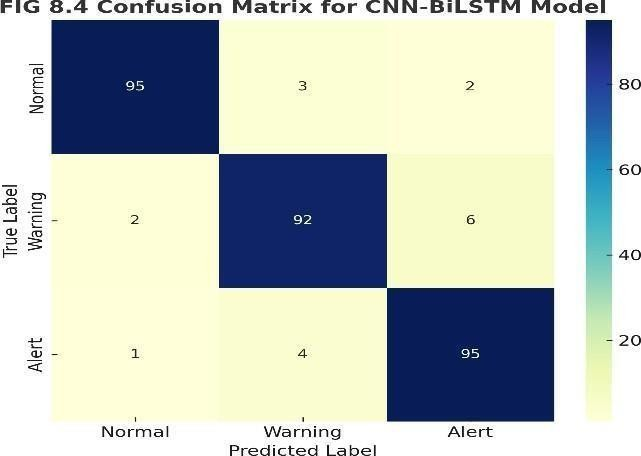 FIG 8.4 Confusion Matrix for CNN-BiLSTM Model
True Label
Normal
95
3
2
Warning
2
92
6
Alert
1
4
95
Normal
Warning
Alert
Predicted Label
80
60
40
20